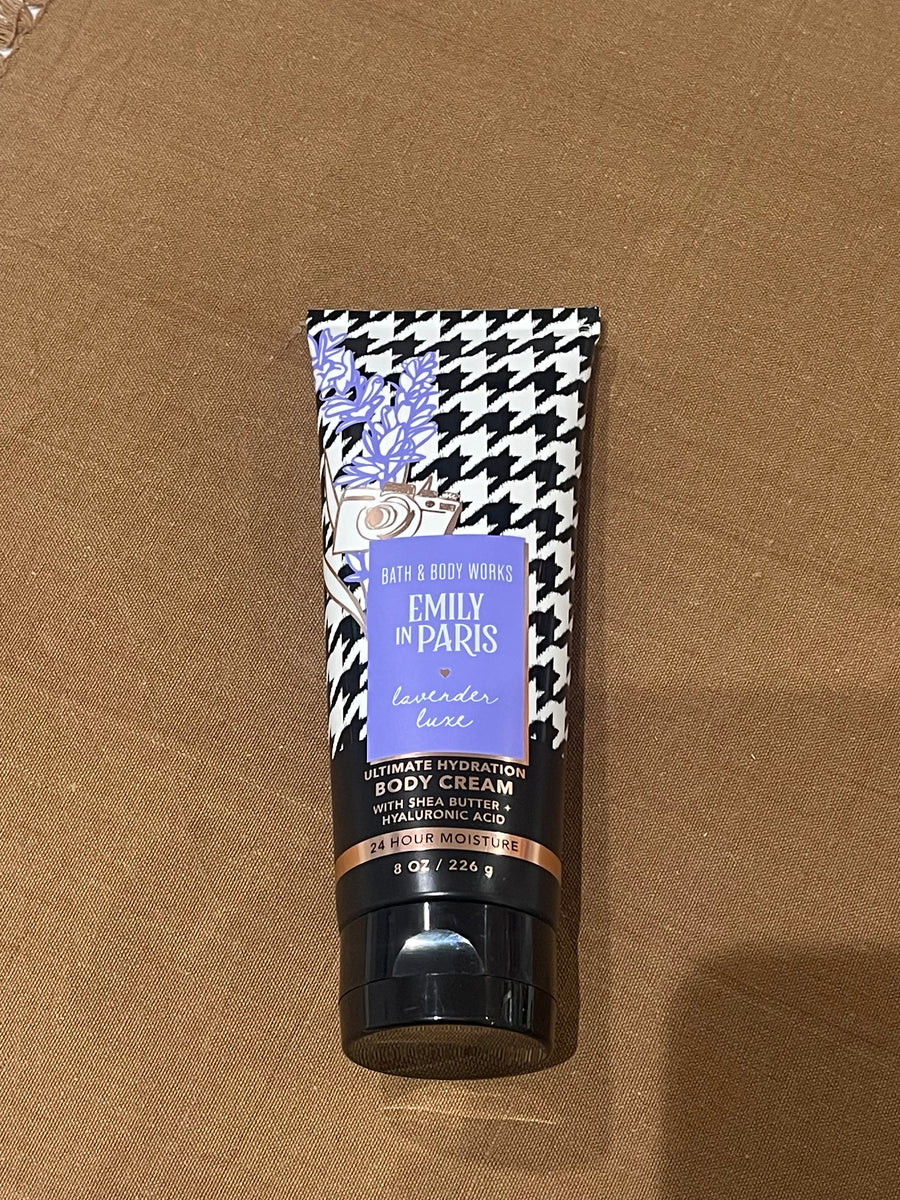 BATH & BODY WORKS
EMILY
IN PARIS
lavender
luxe
ULTIMATE HYDRATION
BODY CREAM
WITH SHEA BUTTER +
HYALURONIC ACID
24 HOUR MOISTURE
8 OZ / 226 g